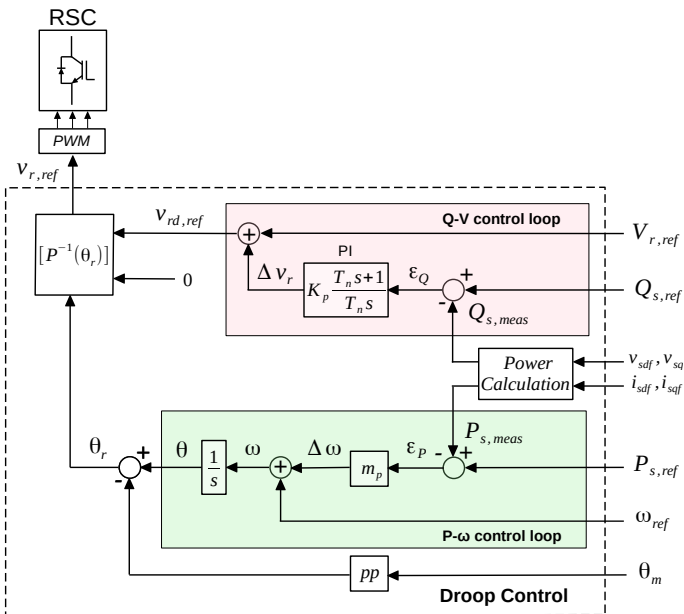 RSC
PWM
v_{r,ref}
v_{rd,ref}
Q-V control loop
V_{r,ref}
[P^{-1}(θ_r)]
+
PI
Δv_r
K_p \frac{T_n s+1}{T_n s}
ε_Q
+
-
Q_{s,ref}
0
Q_{s,meas}
Power
Calculation
v_{sdf}, v_{sq}
i_{sdf}, i_{sqf}
P_{s,meas}
θ_r
+
-
θ
\frac{1}{s}
ω
+
Δω
m_p
ε_P
-
+
P_{s,ref}
ω_{ref}
P-ω control loop
pp
θ_m
Droop Control